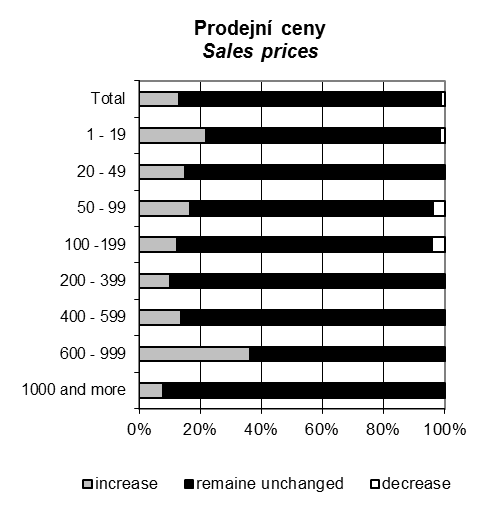 Prodejní ceny
Sales prices
Total
1 - 19
20 - 49
50 - 99
100 -199
200 - 399
400 - 599
600 - 999
1000 and more
0% 20% 40% 60% 80% 100%
increase remaine unchanged decrease